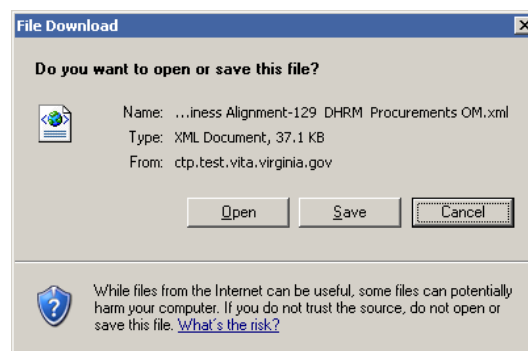 File Download
Do you want to open or save this file?
Name: ...iness Alignment-129 DHRM Procurements OM.xml
Type: XML Document, 37.1 KB
From: ctp.test.vita.virginia.gov
Open Save Cancel
While files from the Internet can be useful, some files can potentially
harm your computer. If you do not trust the source, do not open or
save this file. What's the risk?